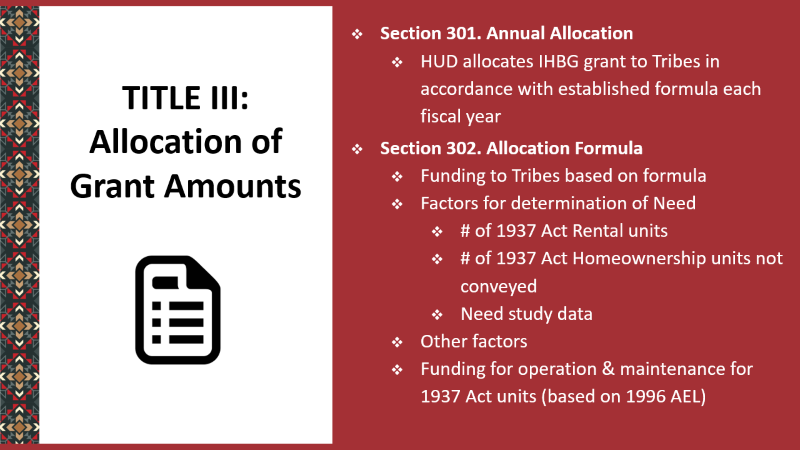 TITLE III:
Allocation of
Grant Amounts
❖ Section 301. Annual Allocation
❖ HUD allocates IHBG grant to Tribes in
accordance with established formula each
fiscal year
❖ Section 302. Allocation Formula
❖ Funding to Tribes based on formula
❖ Factors for determination of Need
❖ # of 1937 Act Rental units
❖ # of 1937 Act Homeownership units not
conveyed
❖ Need study data
❖ Other factors
❖ Funding for operation & maintenance for
1937 Act units (based on 1996 AEL)